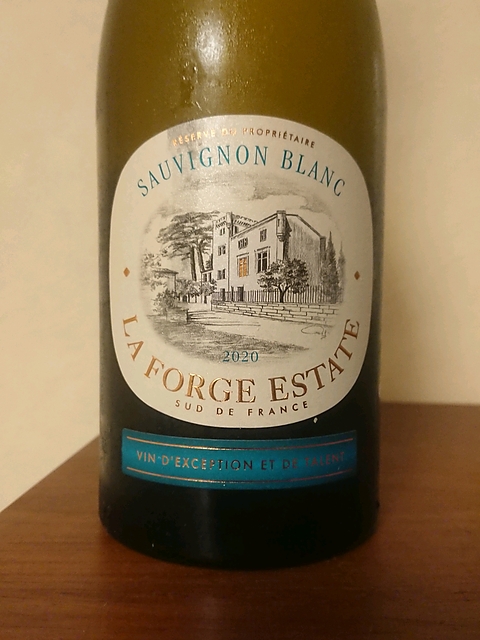 RÉSERVE DU PROPRIÉTAIRE
SAUVIGNON BLANC
2020
LA FORGE ESTATE
SUD DE FRANCE
VIN D'EXCEPTION ET DE TALENT